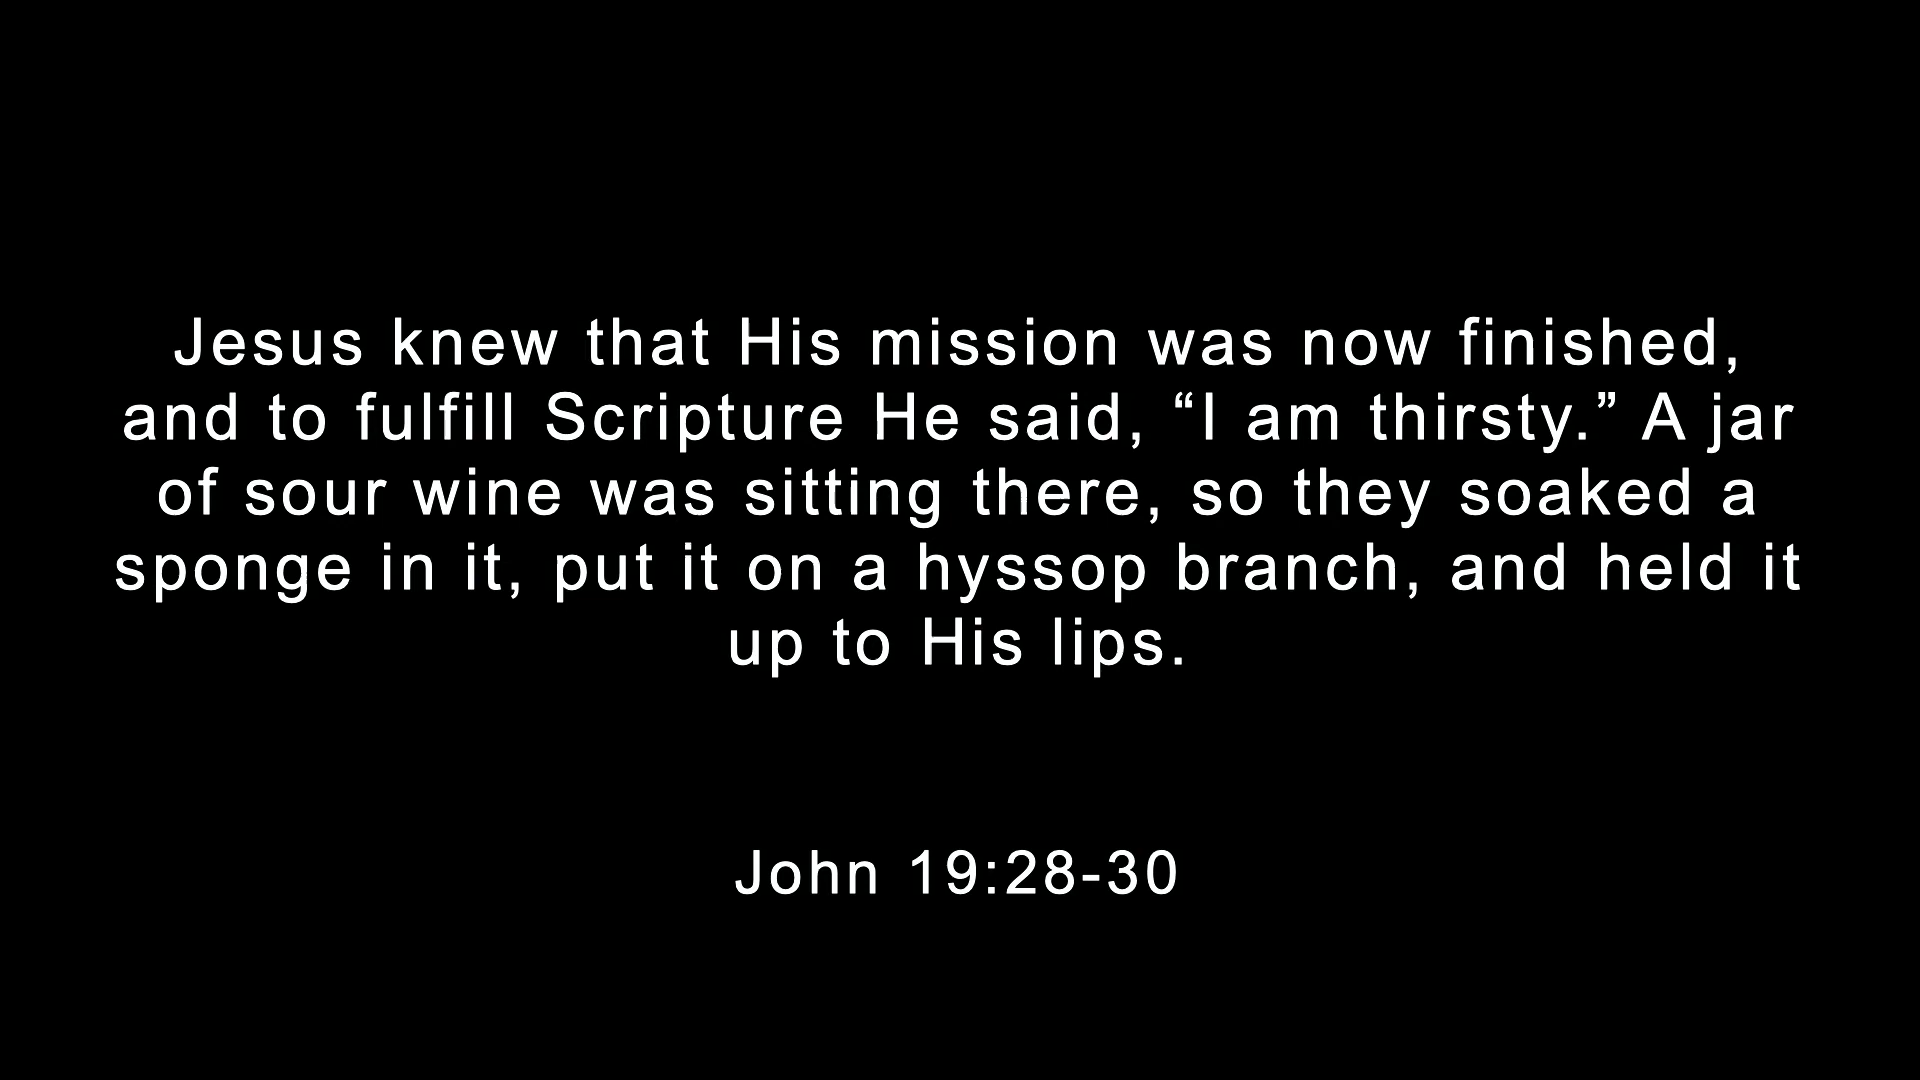 Jesus knew that His mission was now finished,
and to fulfill Scripture He said, “I am thirsty.” A jar
of sour wine was sitting there, so they soaked a
sponge in it, put it on a hyssop branch, and held it
up to His lips.
John 19:28-30